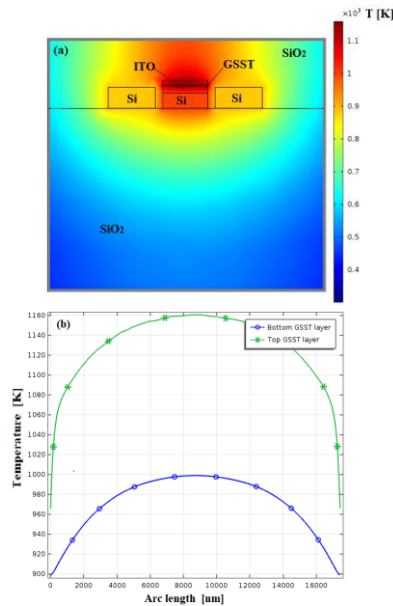 ×10³ T [K]
(a)
SiO₂
ITO
GSST
Si
Si
Si
SiO₂
1.1
1
0.9
0.8
0.7
0.6
0.5
0.4
(b)
Bottom GSST layer
Top GSST layer
1160
1140
1120
1100
1080
1060
1040
1020
1000
980
960
940
920
900
Temperature [K]
0 2000 4000 6000 8000 10000 12000 14000 16000
Arc length [nm]